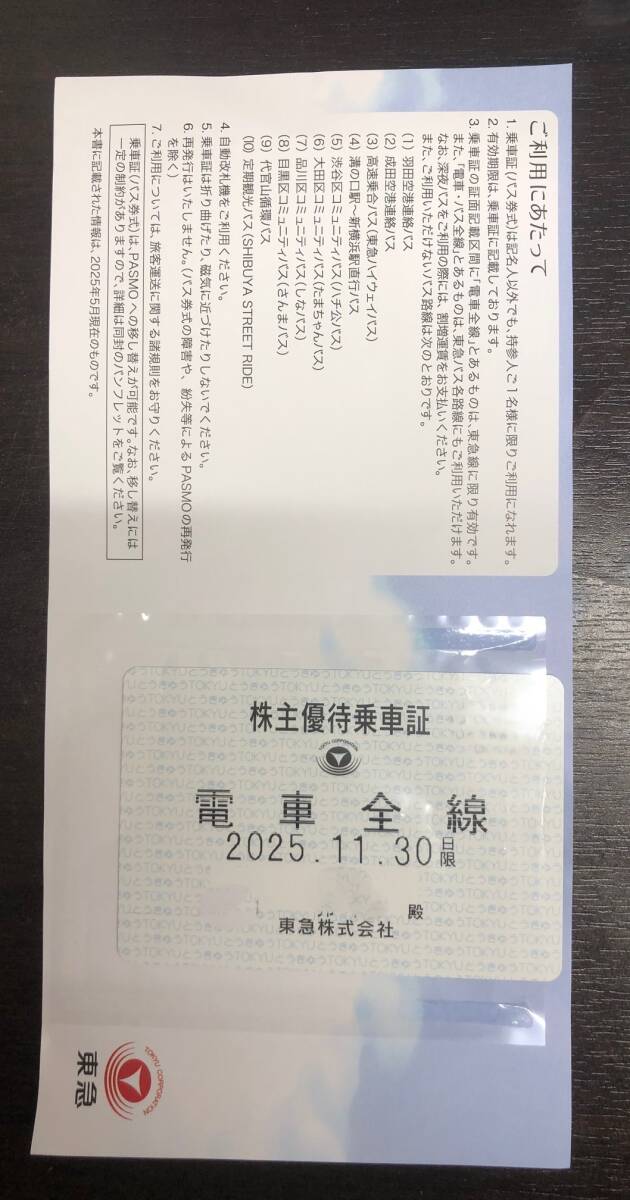 ご利用にあたって
1. 乗車証(パス券式)は記名人以外でも、持参人ご1名様に限りご利用になれます。
2. 有効期限は、乗車証に記載しております。
3. 乗車証の証面記載区間に「電車全線」とあるものは、東急線に限り有効です。
また、「電車・バス全線」とあるものは、東急バス各路線にもご利用いただけます。
なお、深夜バスをご利用の際には、割増運賃をお支払いください。
また、ご利用いただけないバス路線は次のとおりです。
(1) 羽田空港連絡バス
(2) 成田空港連絡バス
(3) 高速乗合バス(東急ハイウェイバス)
(4) 溝の口駅～新横浜駅直行バス
(5) 渋谷区コミュニティバス(ハチ公バス)
(6) 大田区コミュニティバス(たまちゃんバス)
(7) 品川区コミュニティバス(しなバス)
(8) 目黒区コミュニティバス(さんまバス)
(9) 代官山循環バス
(10) 定期観光バス(SHIBUYA STREET RIDE)
4. 自動改札機をご利用ください。
5. 乗車証は折り曲げたり、磁気に近づけたりしないでください。
6. 再発行はいたしません。(パス券式の障害や、紛失等によるPASMOの再発行
を除く)
7. ご利用については、旅客運送に関する諸規則をお守りください。
乗車証(パス券式)は、PASMOへの移し替えが可能です。なお、移し替えには
一定の制約がありますので、詳細は同封のパンフレットをご覧ください。
本書に記載された情報は、2025年5月現在のものです。
株主優待乗車証
電車全線
2025.11.30日限
殿
東急株式会社
TOKYU CORPORATION
東急